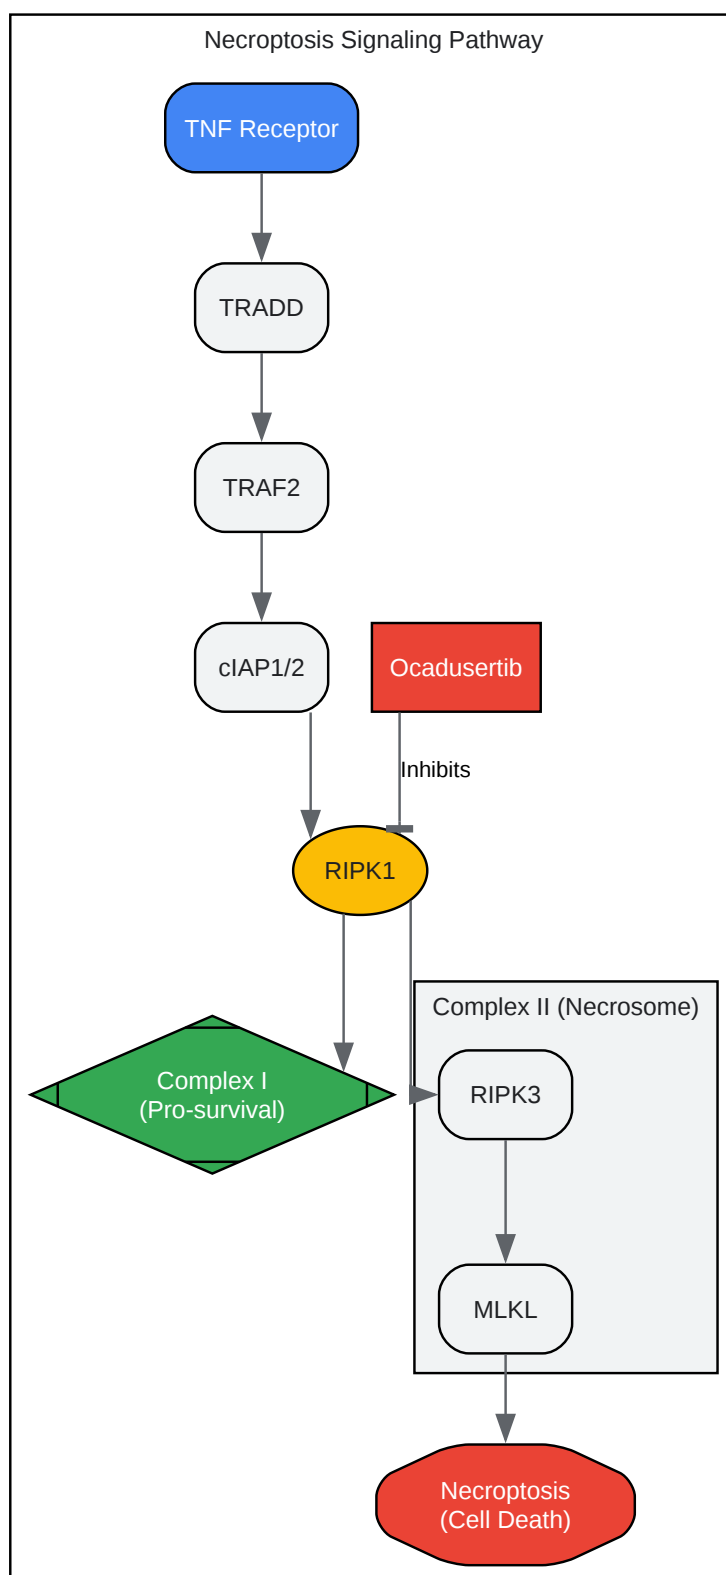 Necroptosis Signaling Pathway
TNF Receptor
TRADD
TRAF2
cIAP1/2
Ocadusertib
Inhibits
RIPK1
Complex II (Necrosome)
Complex I
(Pro-survival)
RIPK3
MLKL
Necroptosis
(Cell Death)